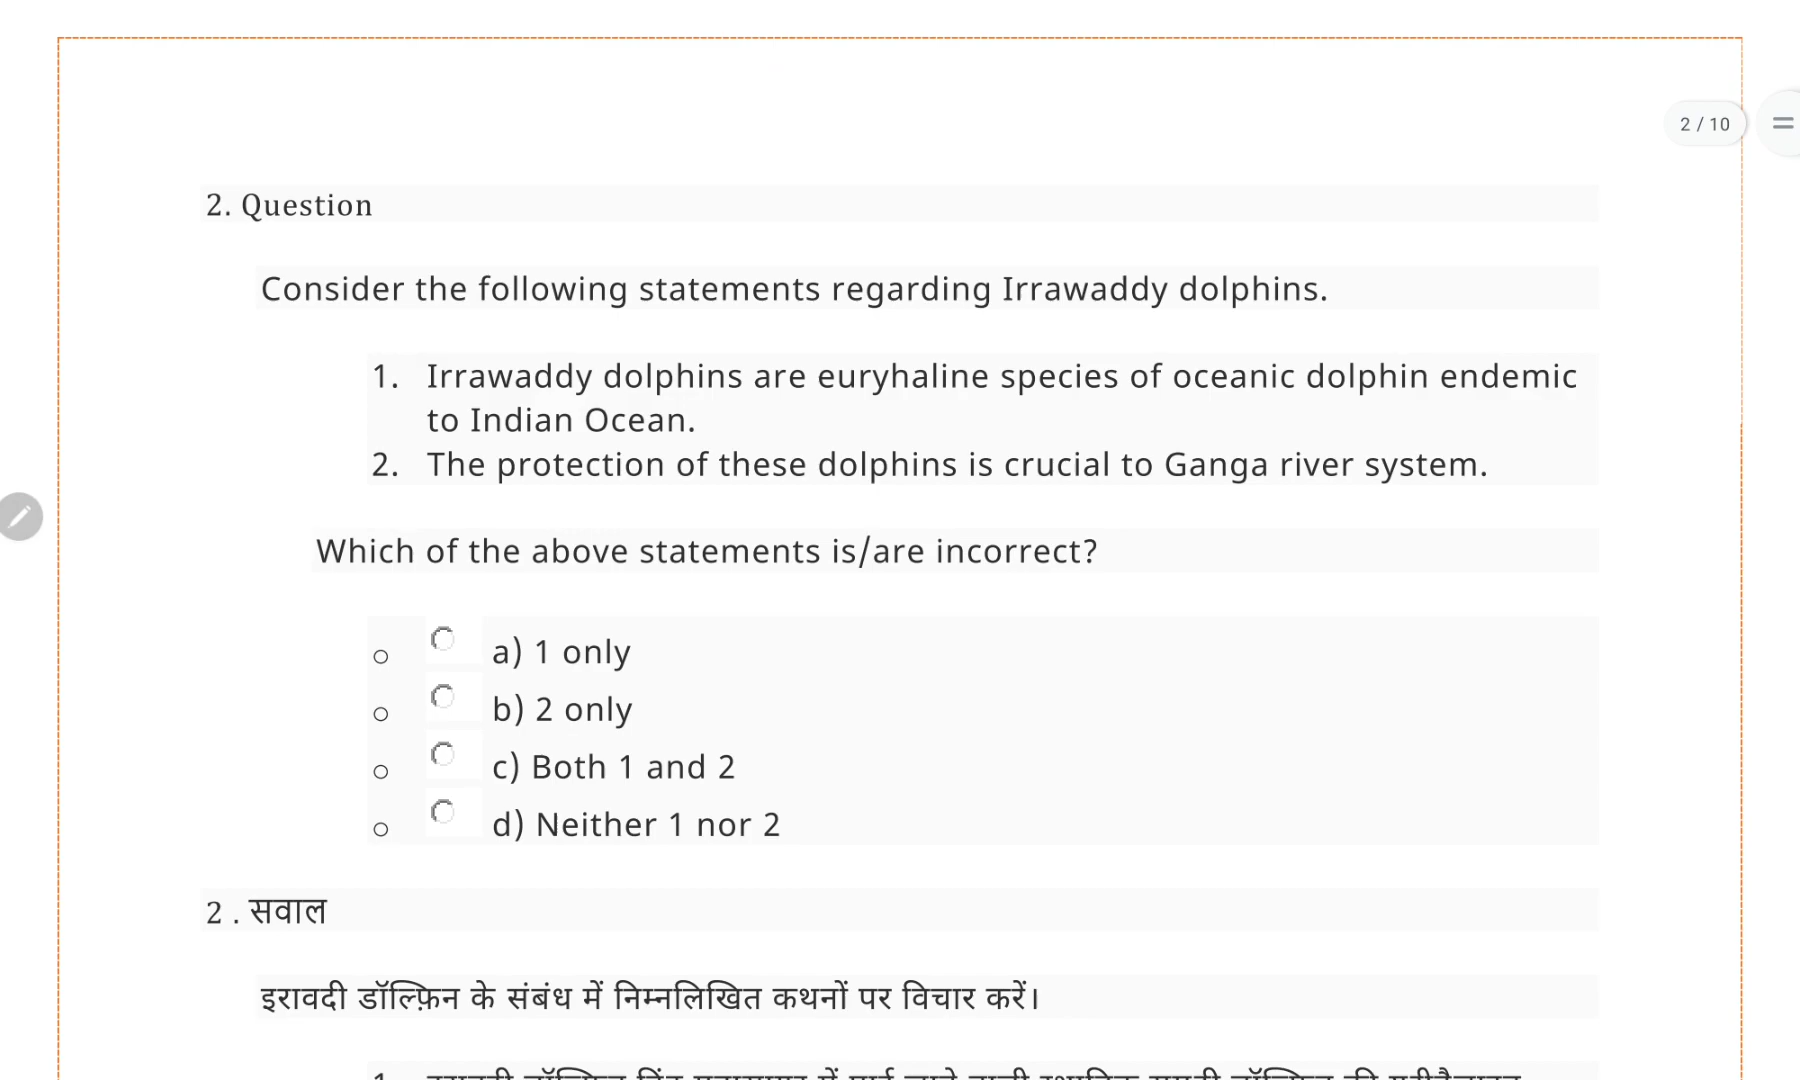 2 / 10
2. Question
Consider the following statements regarding Irrawaddy dolphins.
1. Irrawaddy dolphins are euryhaline species of oceanic dolphin endemic
to Indian Ocean.
2. The protection of these dolphins is crucial to Ganga river system.
Which of the above statements is/are incorrect?
a) 1 only
b) 2 only
c) Both 1 and 2
d) Neither 1 nor 2
2 . सवाल
इरावदी डॉल्फ़िन के संबंध में निम्नलिखित कथनों पर विचार करें।